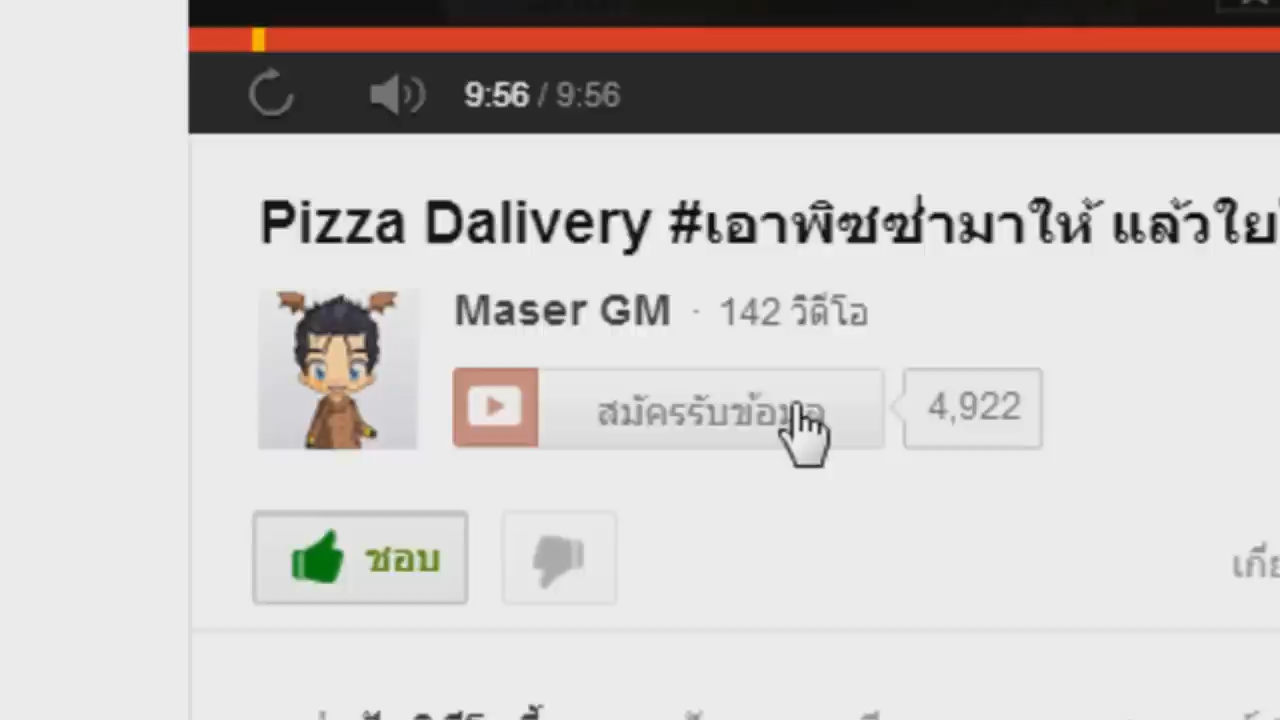 9:56 / 9:56
Pizza Dalivery #เอาพิซซ่ามาให้ แล้วใย
Maser GM · 142 วิดีโอ
สมัครรับข้อมูล 4,922
ชอบ